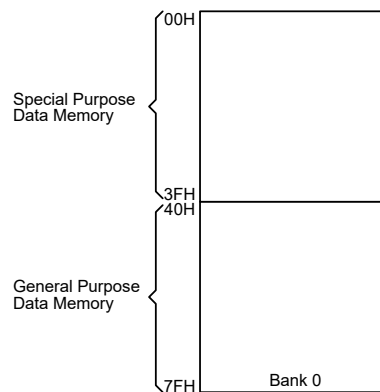 00H
Special Purpose
Data Memory
3FH
40H
General Purpose
Data Memory
7FH
Bank 0